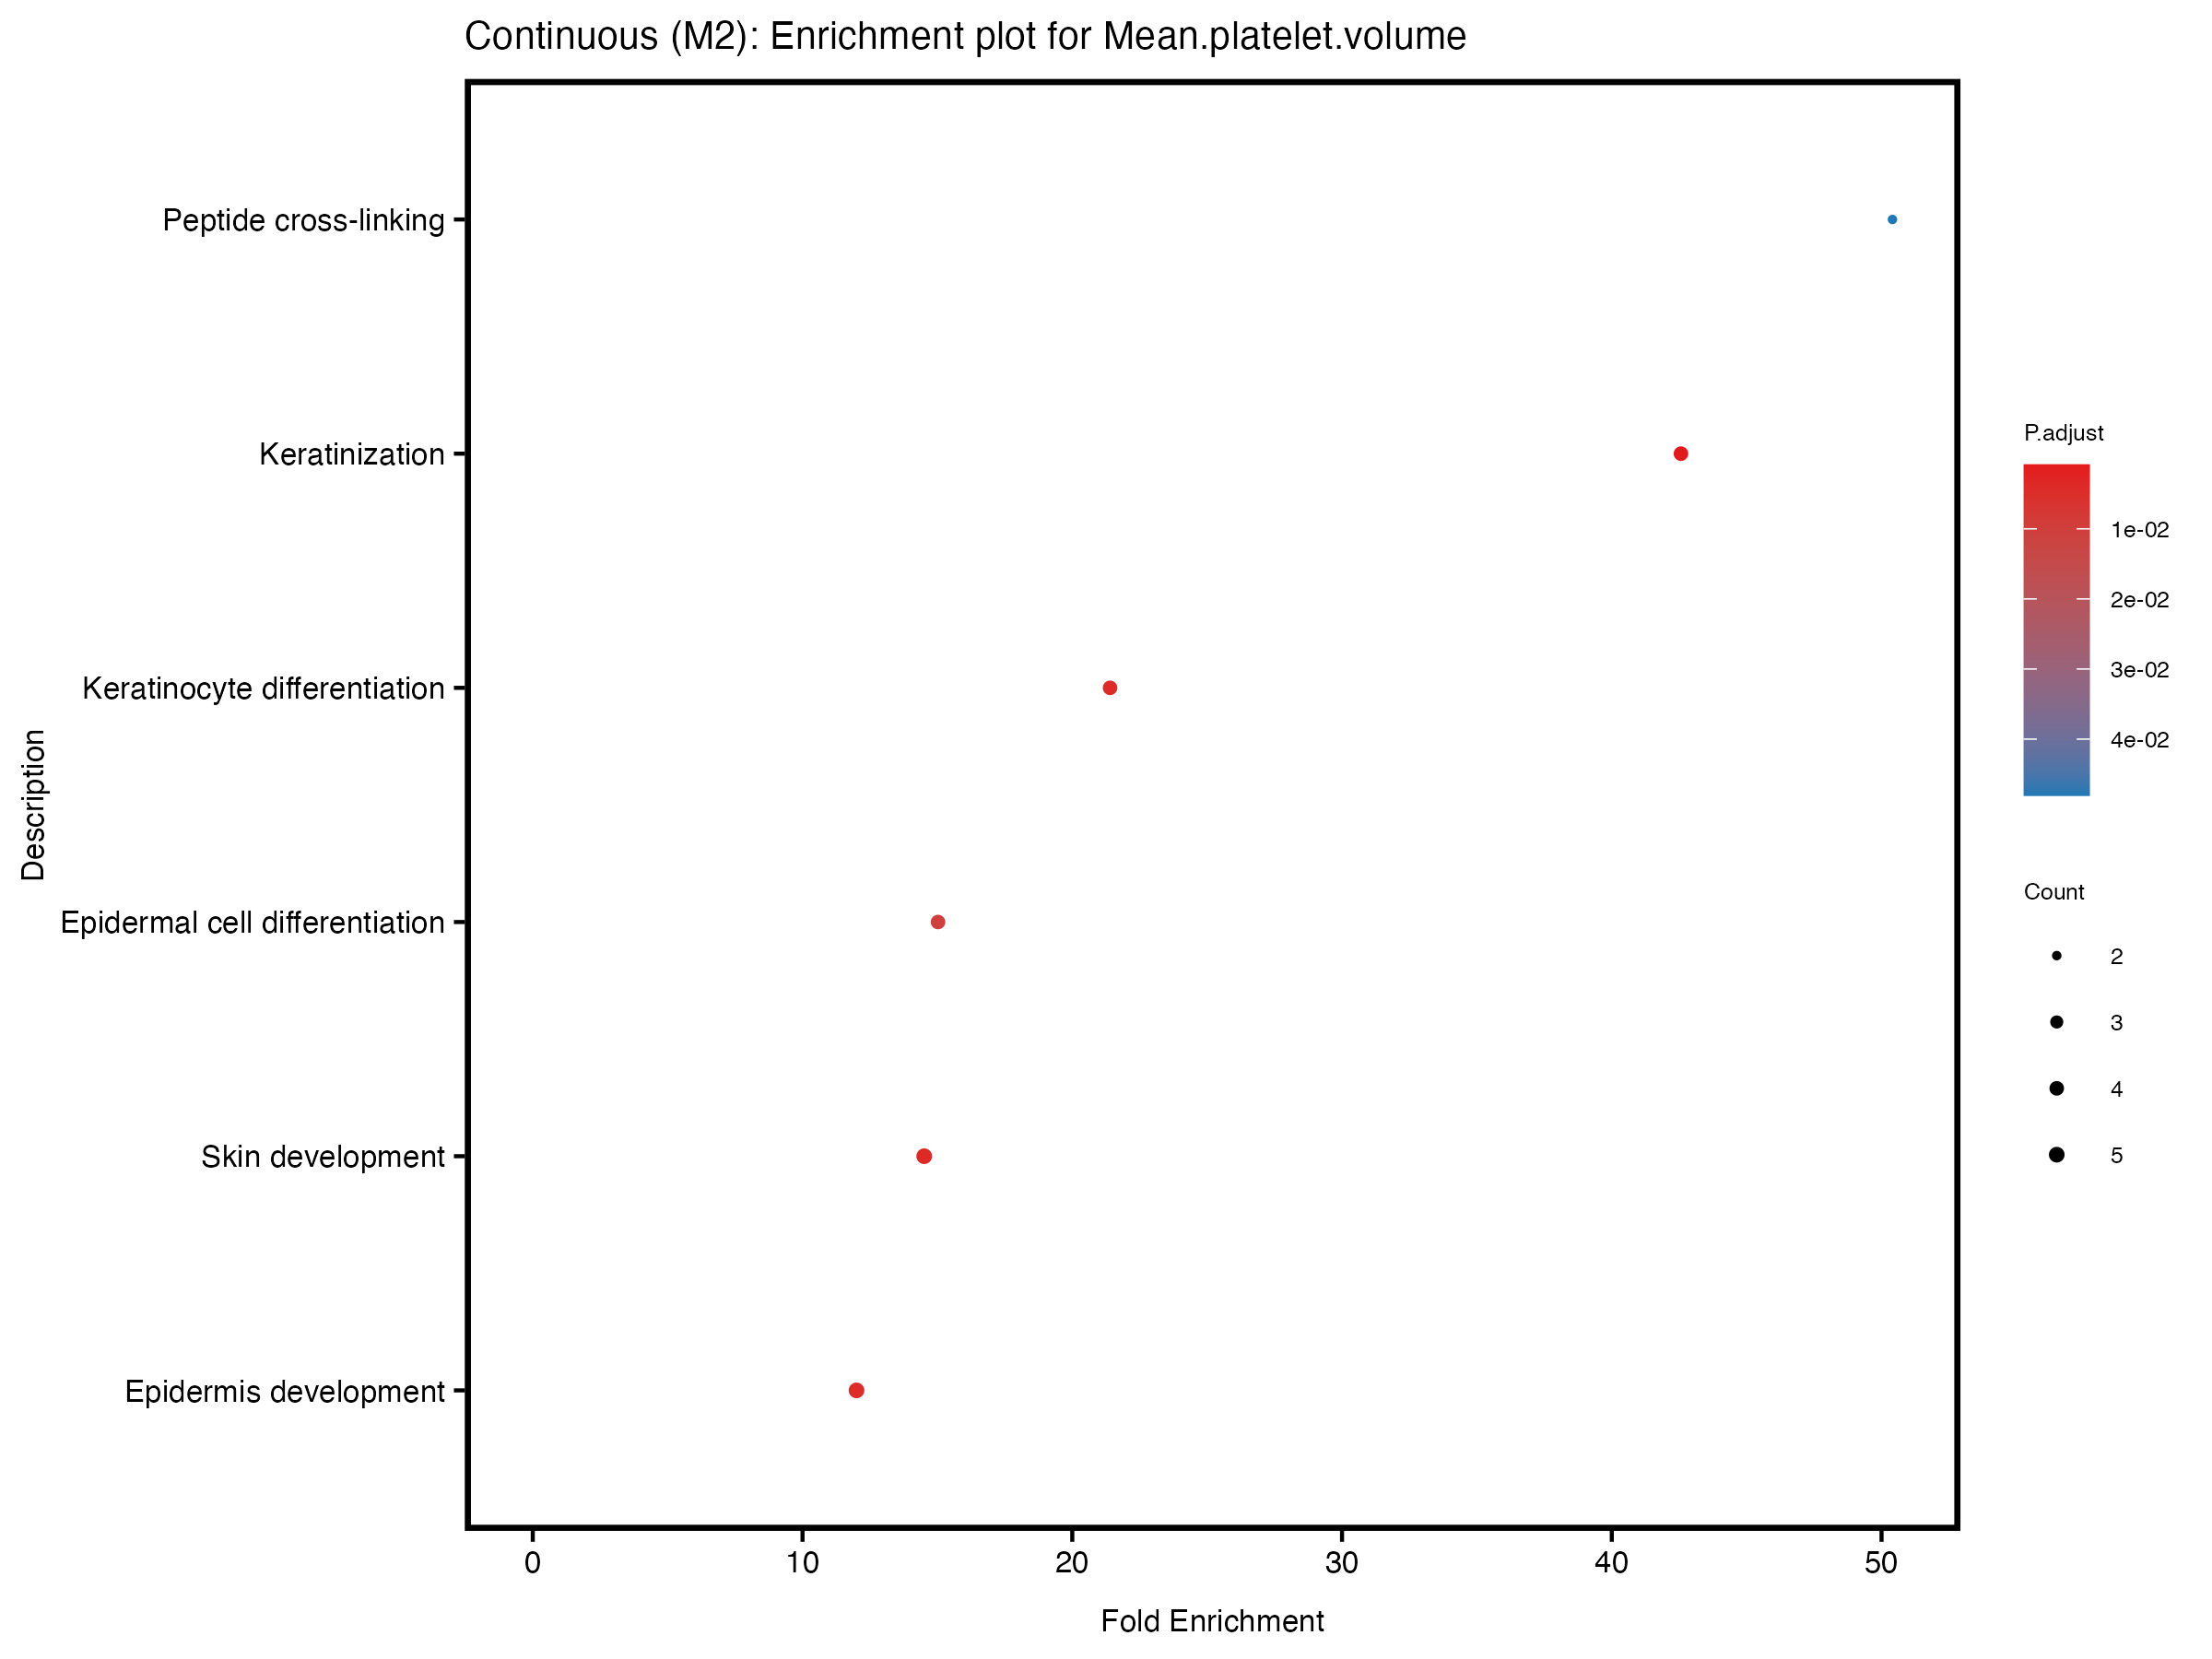 Continuous (M2): Enrichment plot for Mean.platelet.volume
Description
Peptide cross-linking
Keratinization
Keratinocyte differentiation
Epidermal cell differentiation
Skin development
Epidermis development
0 10 20 30 40 50
Fold Enrichment
P.adjust
1e-02
2e-02
3e-02
4e-02
Count
2
3
4
5